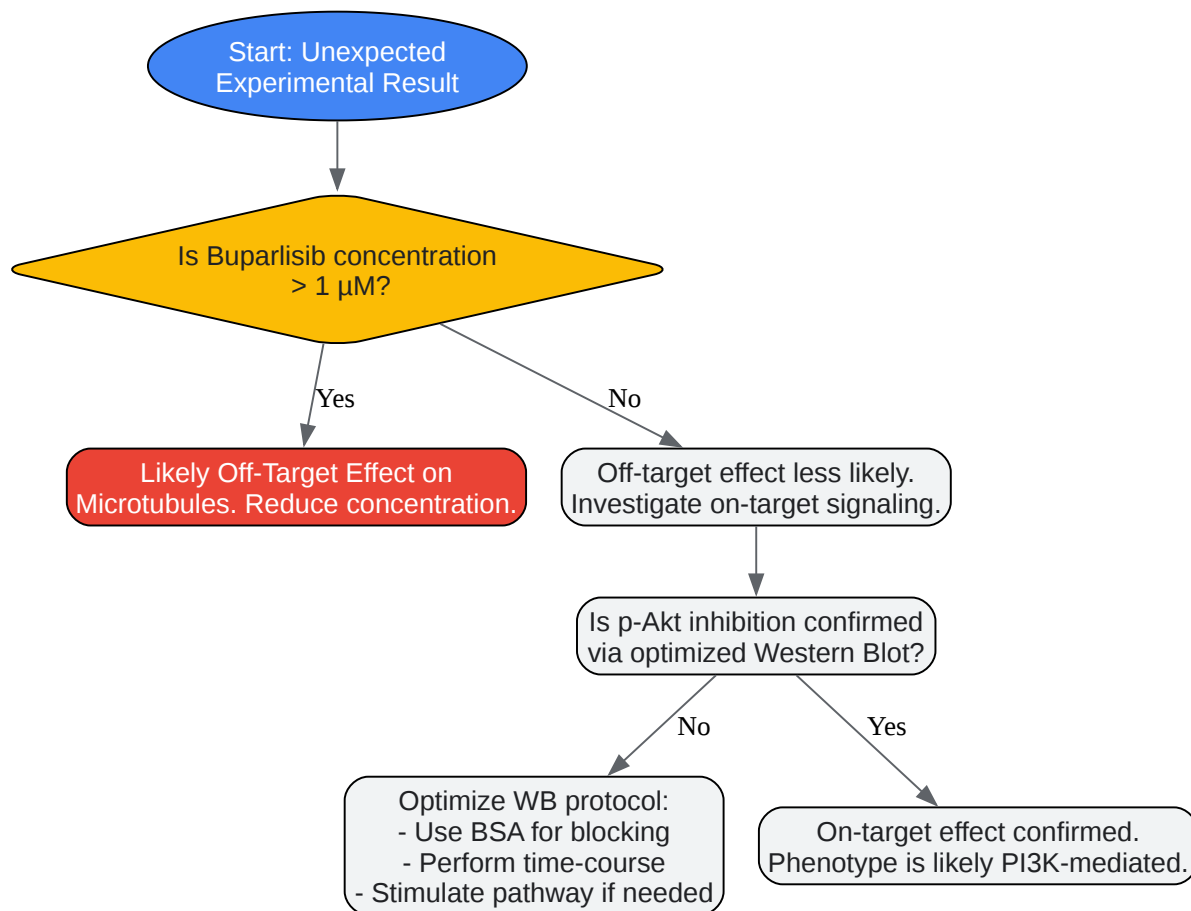 Start: Unexpected
Experimental Result
Is Buparlisib concentration
> 1 µM?
Yes
No
Likely Off-Target Effect on
Microtubules. Reduce concentration.
Off-target effect less likely.
Investigate on-target signaling.
Is p-Akt inhibition confirmed
via optimized Western Blot?
No
Yes
Optimize WB protocol:
- Use BSA for blocking
- Perform time-course
- Stimulate pathway if needed
On-target effect confirmed.
Phenotype is likely PI3K-mediated.